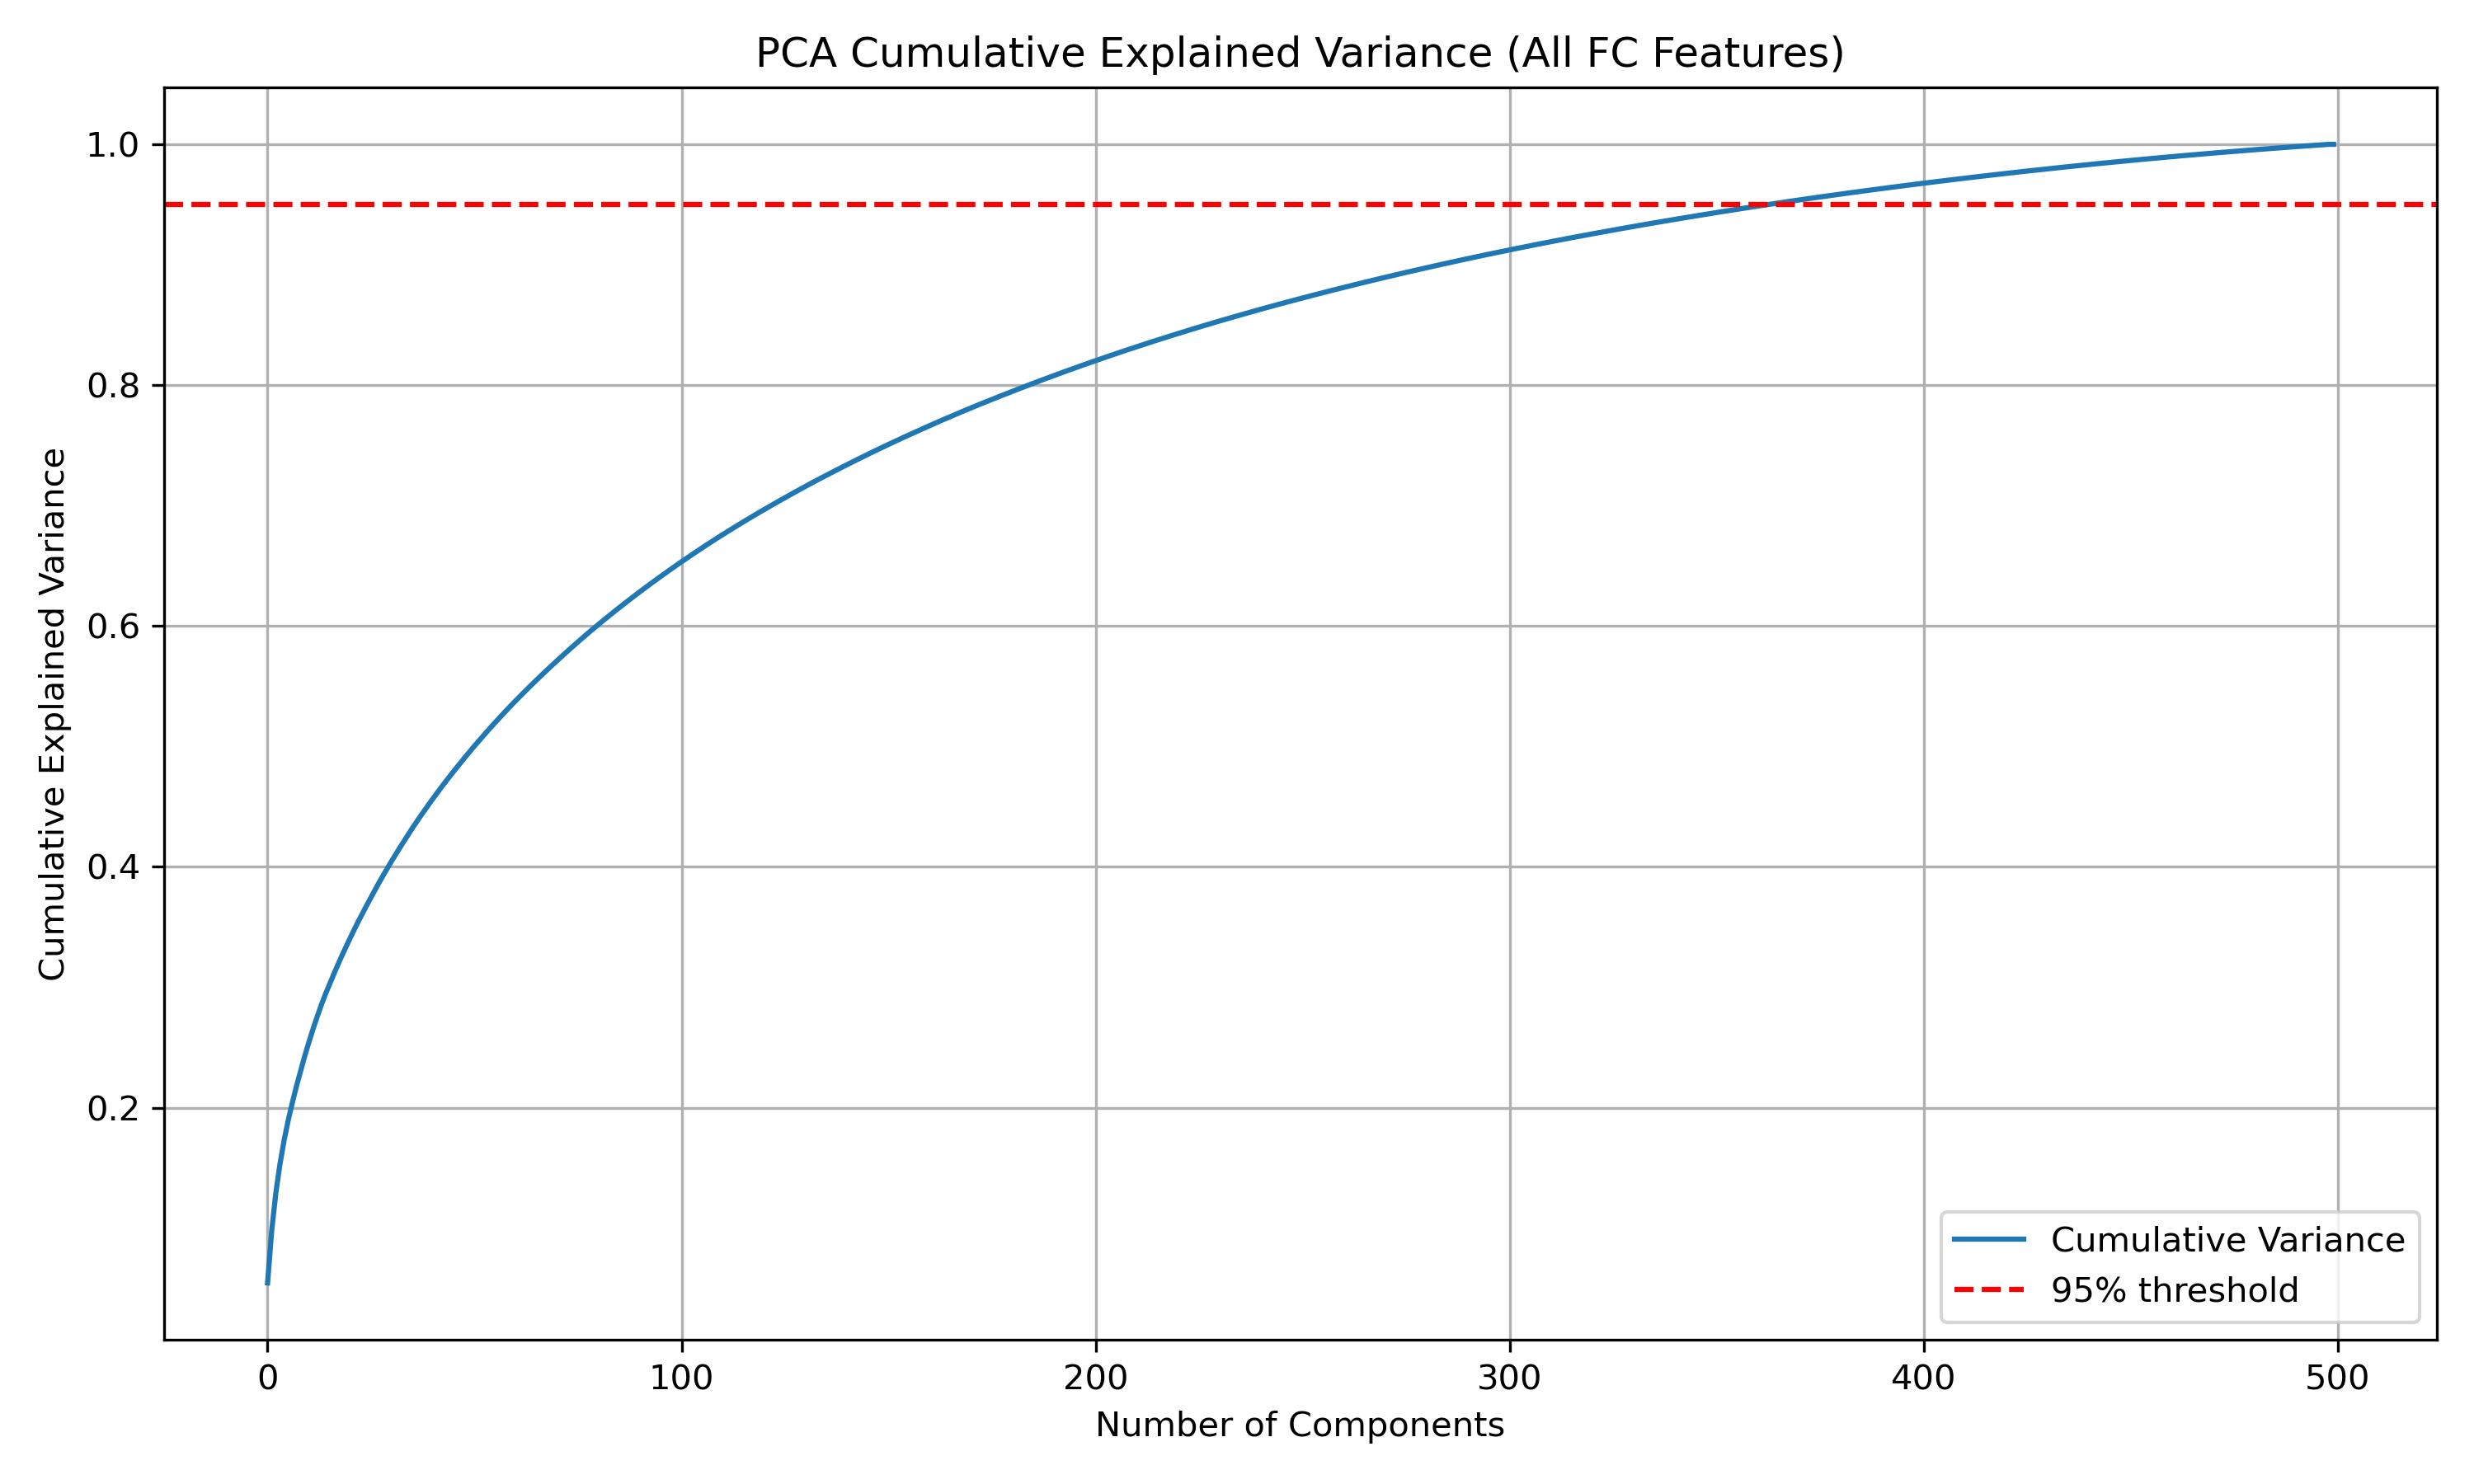 PCA Cumulative Explained Variance (All FC Features)
Cumulative Explained Variance
1.0
0.8
0.6
0.4
0.2
Cumulative Variance
95% threshold
0 100 200 300 400 500
Number of Components